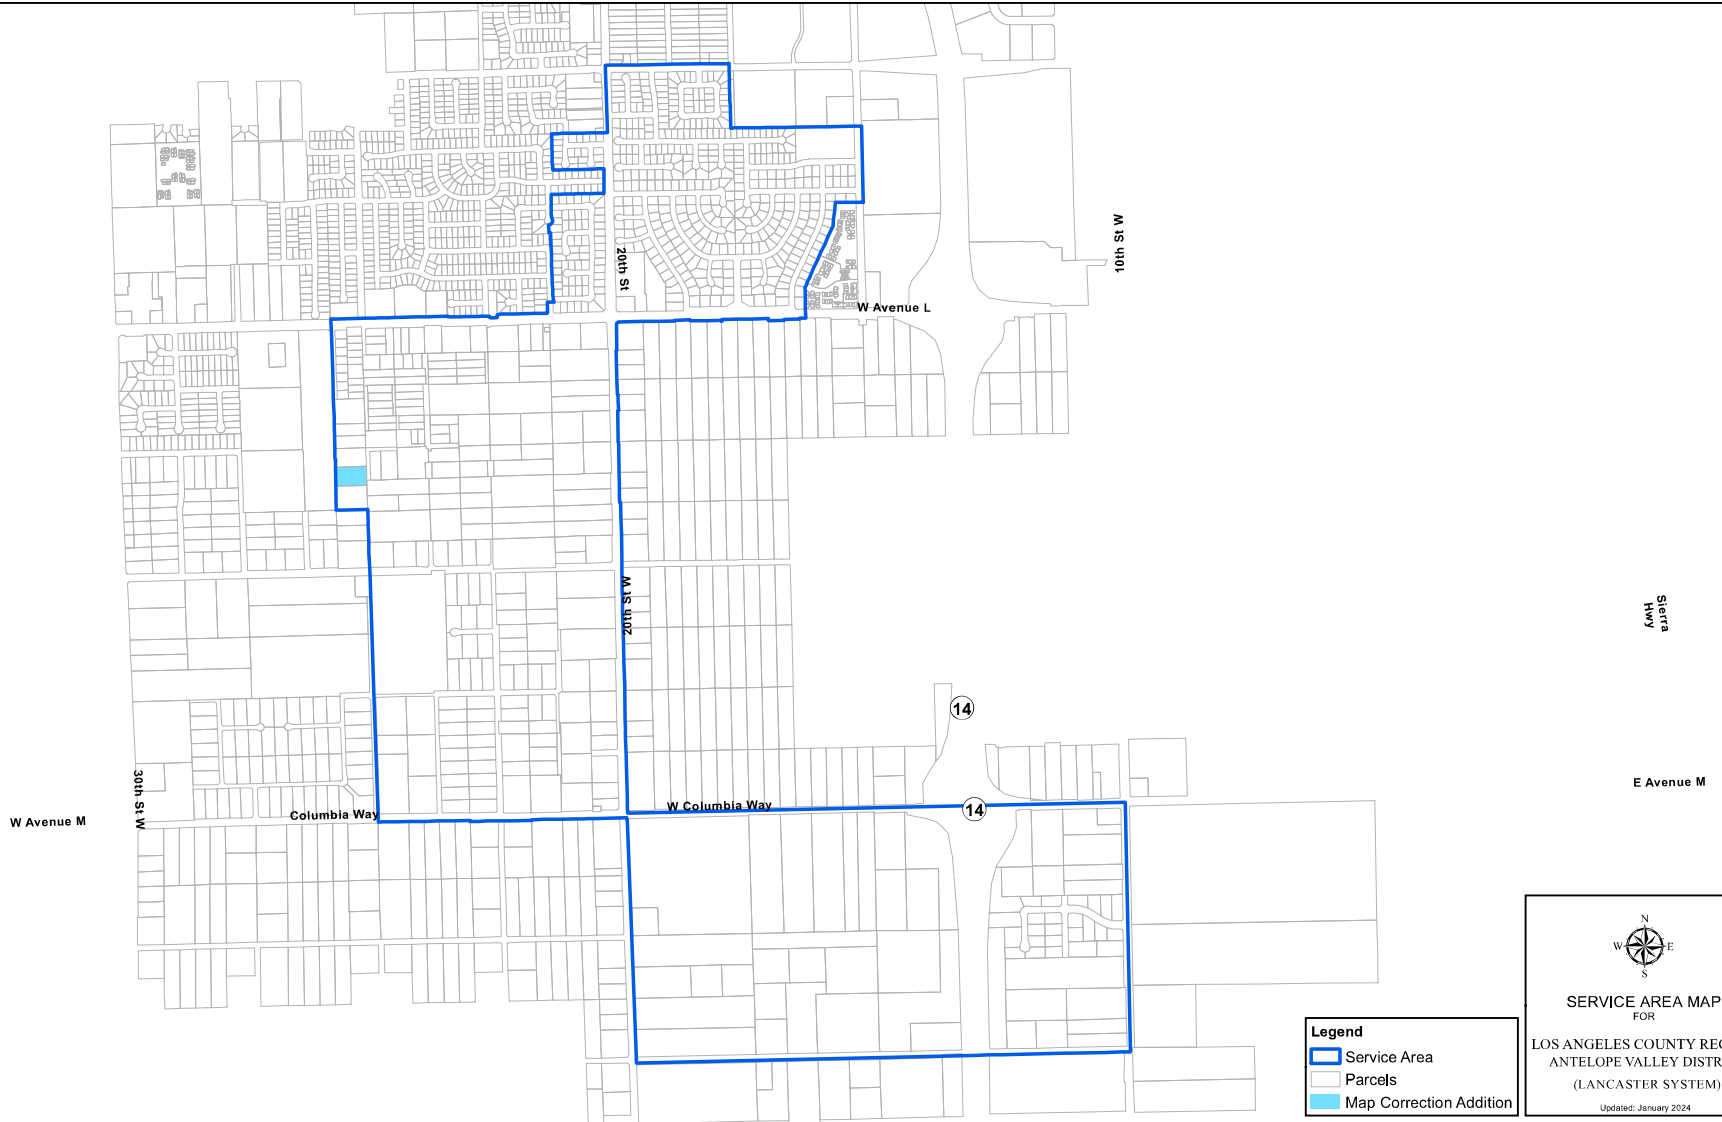 20th St
10th St W
W Avenue L
20th St W
Sierra
Hwy
14
30th St W
Columbia Way
W Columbia Way
14
E Avenue M
W Avenue M
N
W
E
S
SERVICE AREA MAP
FOR
LOS ANGELES COUNTY
ANTELOPE VALLEY
(LANCASTER SYSTEM)
Updated: January 2024
Legend
Service Area
Parcels
Map Correction Addition